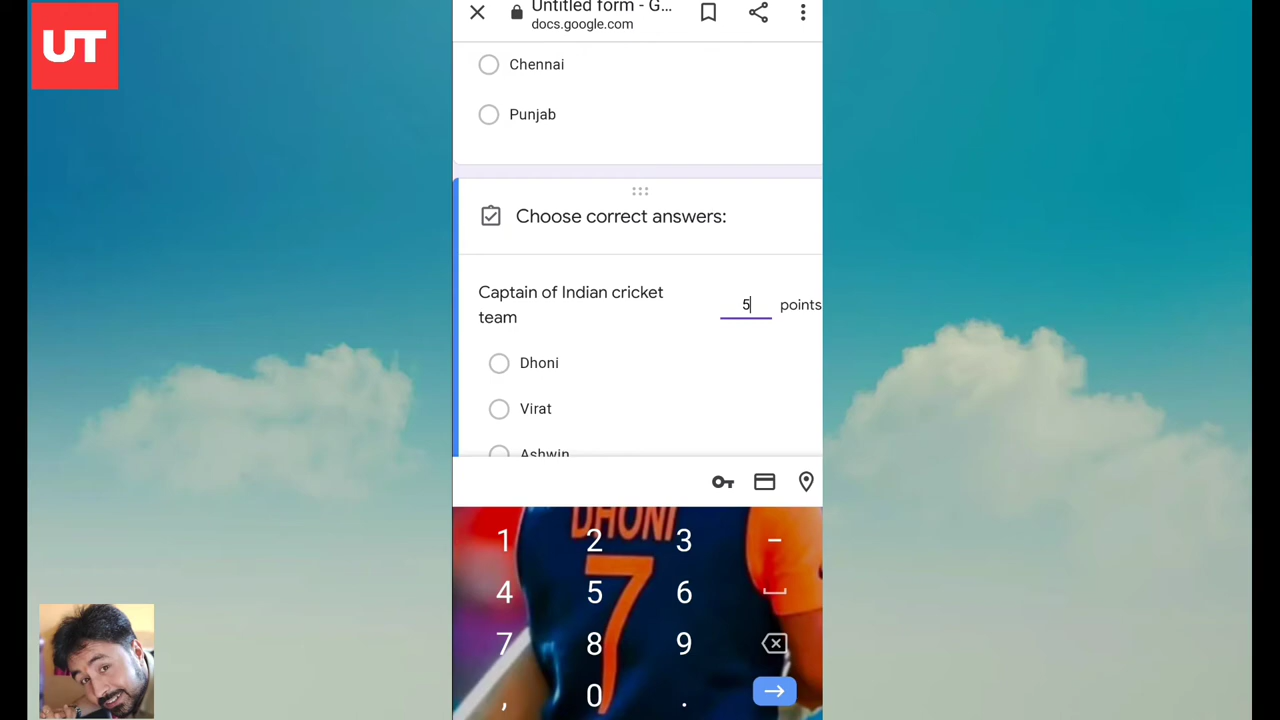 UT
Untitled form - G...
docs.google.com
Chennai
Punjab
Choose correct answers:
Captain of Indian cricket
team
5 points
Dhoni
Virat
Ashwin
DHONI
7
1 2 3 -
4 5 6
7 8 9
, 0 .